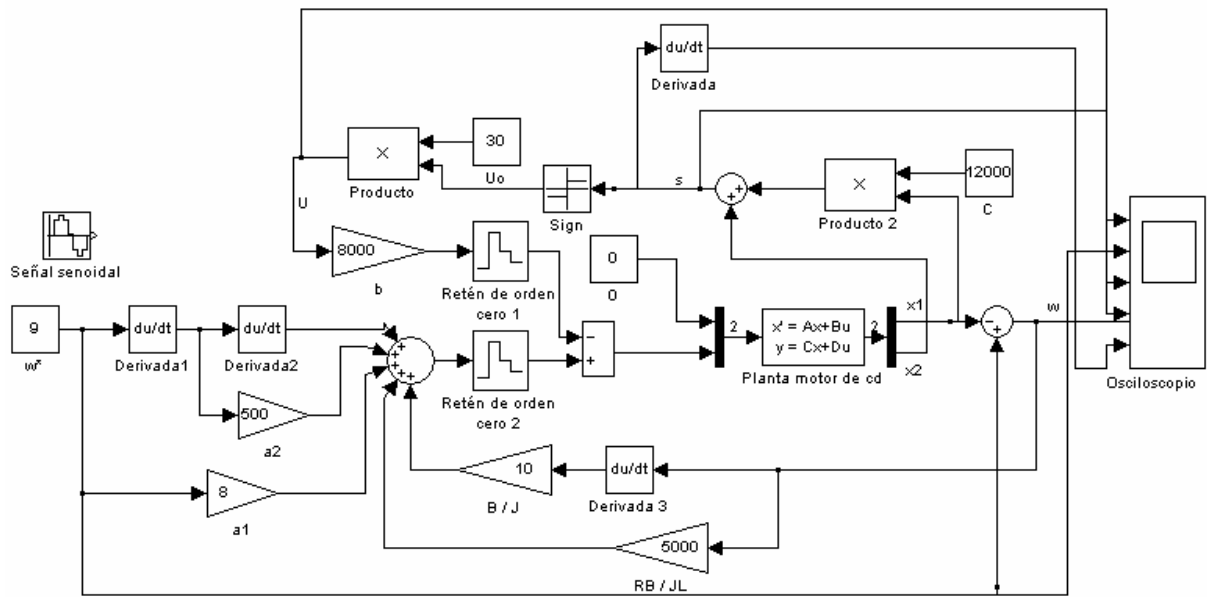 du/dt
Derivada
30
Uo
×
Producto
U
Sign
s
×
Producto 2
12000
C
Señal senoidal
8000
b
Retén de orden
cero 1
0
0
9
w*
du/dt
Derivada1
du/dt
Derivada2
Retén de orden
cero 2
2
x' = Ax+Bu
y = Cx+Du
Planta motor de cd
2
x1
x2
w
Osciloscopio
500
a2
8
a1
10
B / J
du/dt
Derivada 3
5000
RB / JL